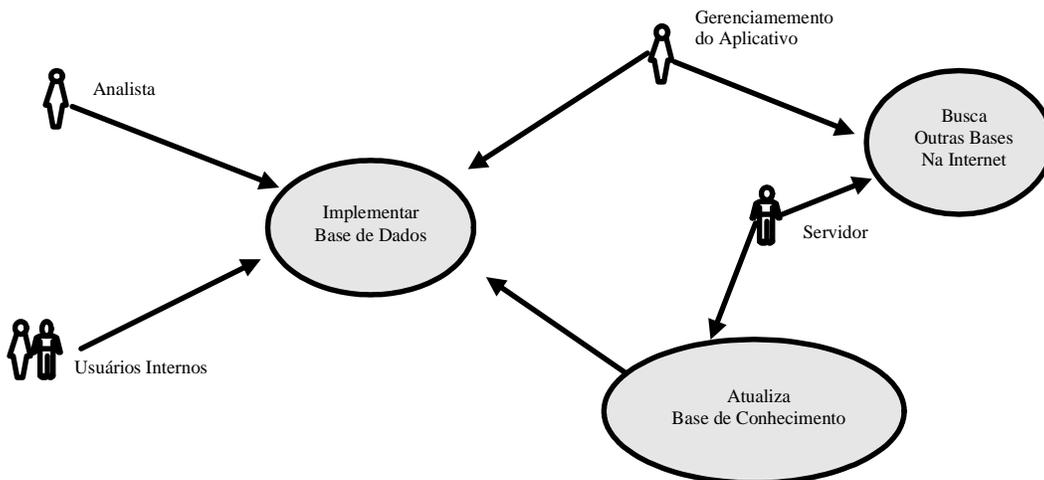 Gerenciamemento
do Aplicativo
Analista
Busca
Outras Bases
Na Internet
Implementar
Base de Dados
Servidor
Usuários Internos
Atualiza
Base de Conhecimento